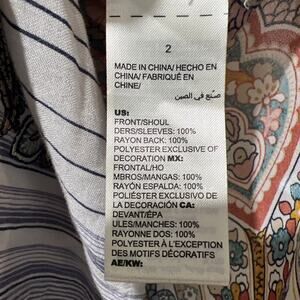 2
MADE IN CHINA/ HECHO EN
CHINA/ FABRIQUÉ EN
CHINE/
صنع في الصين
US:
FRONT/SHOUL
DERS/SLEEVES: 100%
RAYON BACK: 100%
POLYESTER EXCLUSIVE OF
DECORATION MX:
FRONTAL/HO
MBROS/MANGAS: 100%
RAYÓN ESPALDA: 100%
POLIÉSTER EXCLUSIVO DE
LA DECORACIÓN CA:
DEVANT/ÉPA
ULES/MANCHES: 100%
RAYONNE DOS: 100%
POLYESTER À L'EXCEPTION
DES MOTIFS DÉCORATIFS
AE/KW: